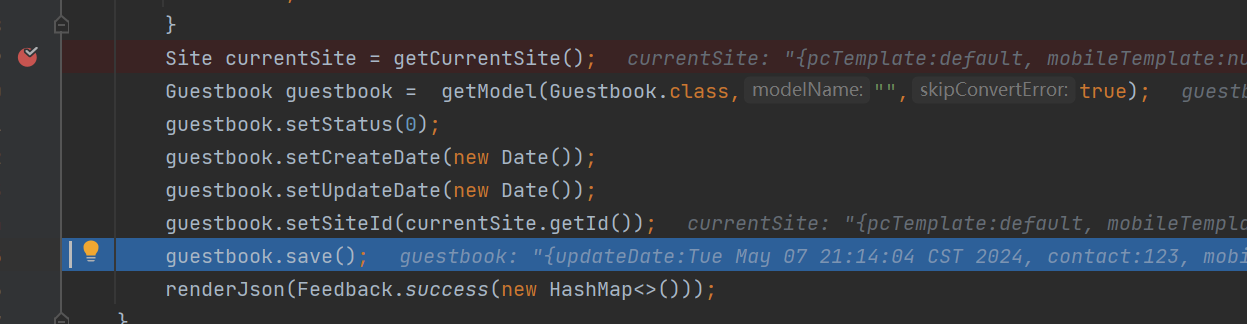 }
Site currentSite = getCurrentSite(); currentSite: "{pcTemplate:default, mobileTemplate:nu
Guestbook guestbook = getModel(Guestbook.class, modelName: "", skipConvertError: true); guestb
guestbook.setStatus(0);
guestbook.setCreateDate(new Date());
guestbook.setUpdateDate(new Date());
guestbook.setSiteId(currentSite.getId()); currentSite: "{pcTemplate:default, mobileTempla
guestbook.save(); guestbook: "{updateDate:Tue May 07 21:14:04 CST 2024, contact:123, mobi
renderJson(Feedback.success(new HashMap<>()));
}